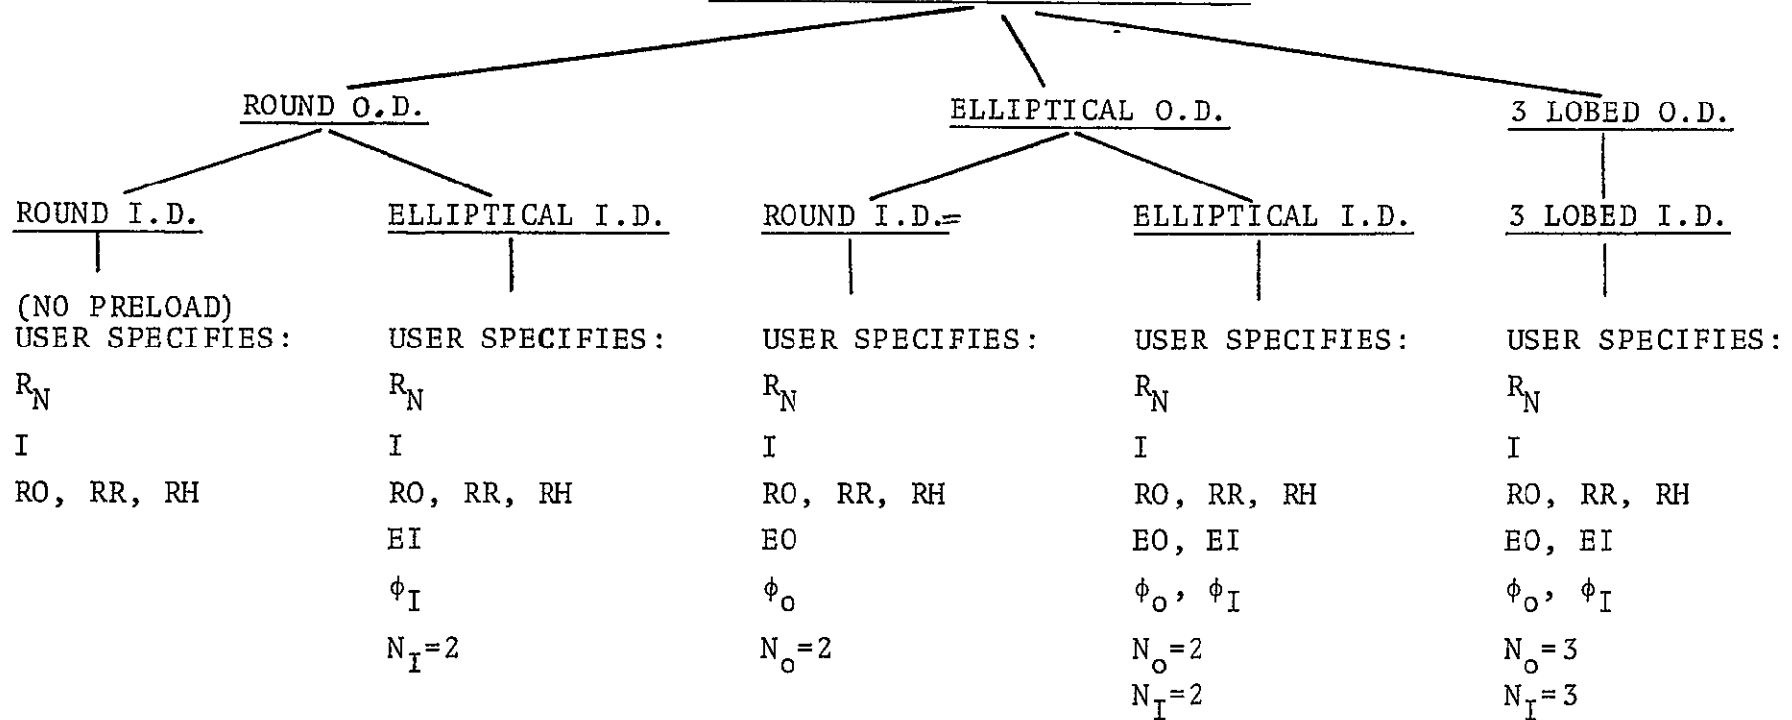 ROUND O.D. ELLIPTICAL O.D. 3 LOBED O.D.
ROUND I.D. ELLIPTICAL I.D. ROUND I.D.= ELLIPTICAL I.D. 3 LOBED I.D.
(NO PRELOAD)
USER SPECIFIES: USER SPECIFIES: USER SPECIFIES: USER SPECIFIES: USER SPECIFIES:
R_N R_N R_N R_N R_N
I I I I I
RO, RR, RH RO, RR, RH RO, RR, RH RO, RR, RH RO, RR, RH
EI EO EO, EI EO, EI
ϕ_I ϕ_o ϕ_o, ϕ_I ϕ_o, ϕ_I
N_I=2 N_o=2 N_o=2 N_o=3
N_I=2 N_I=3